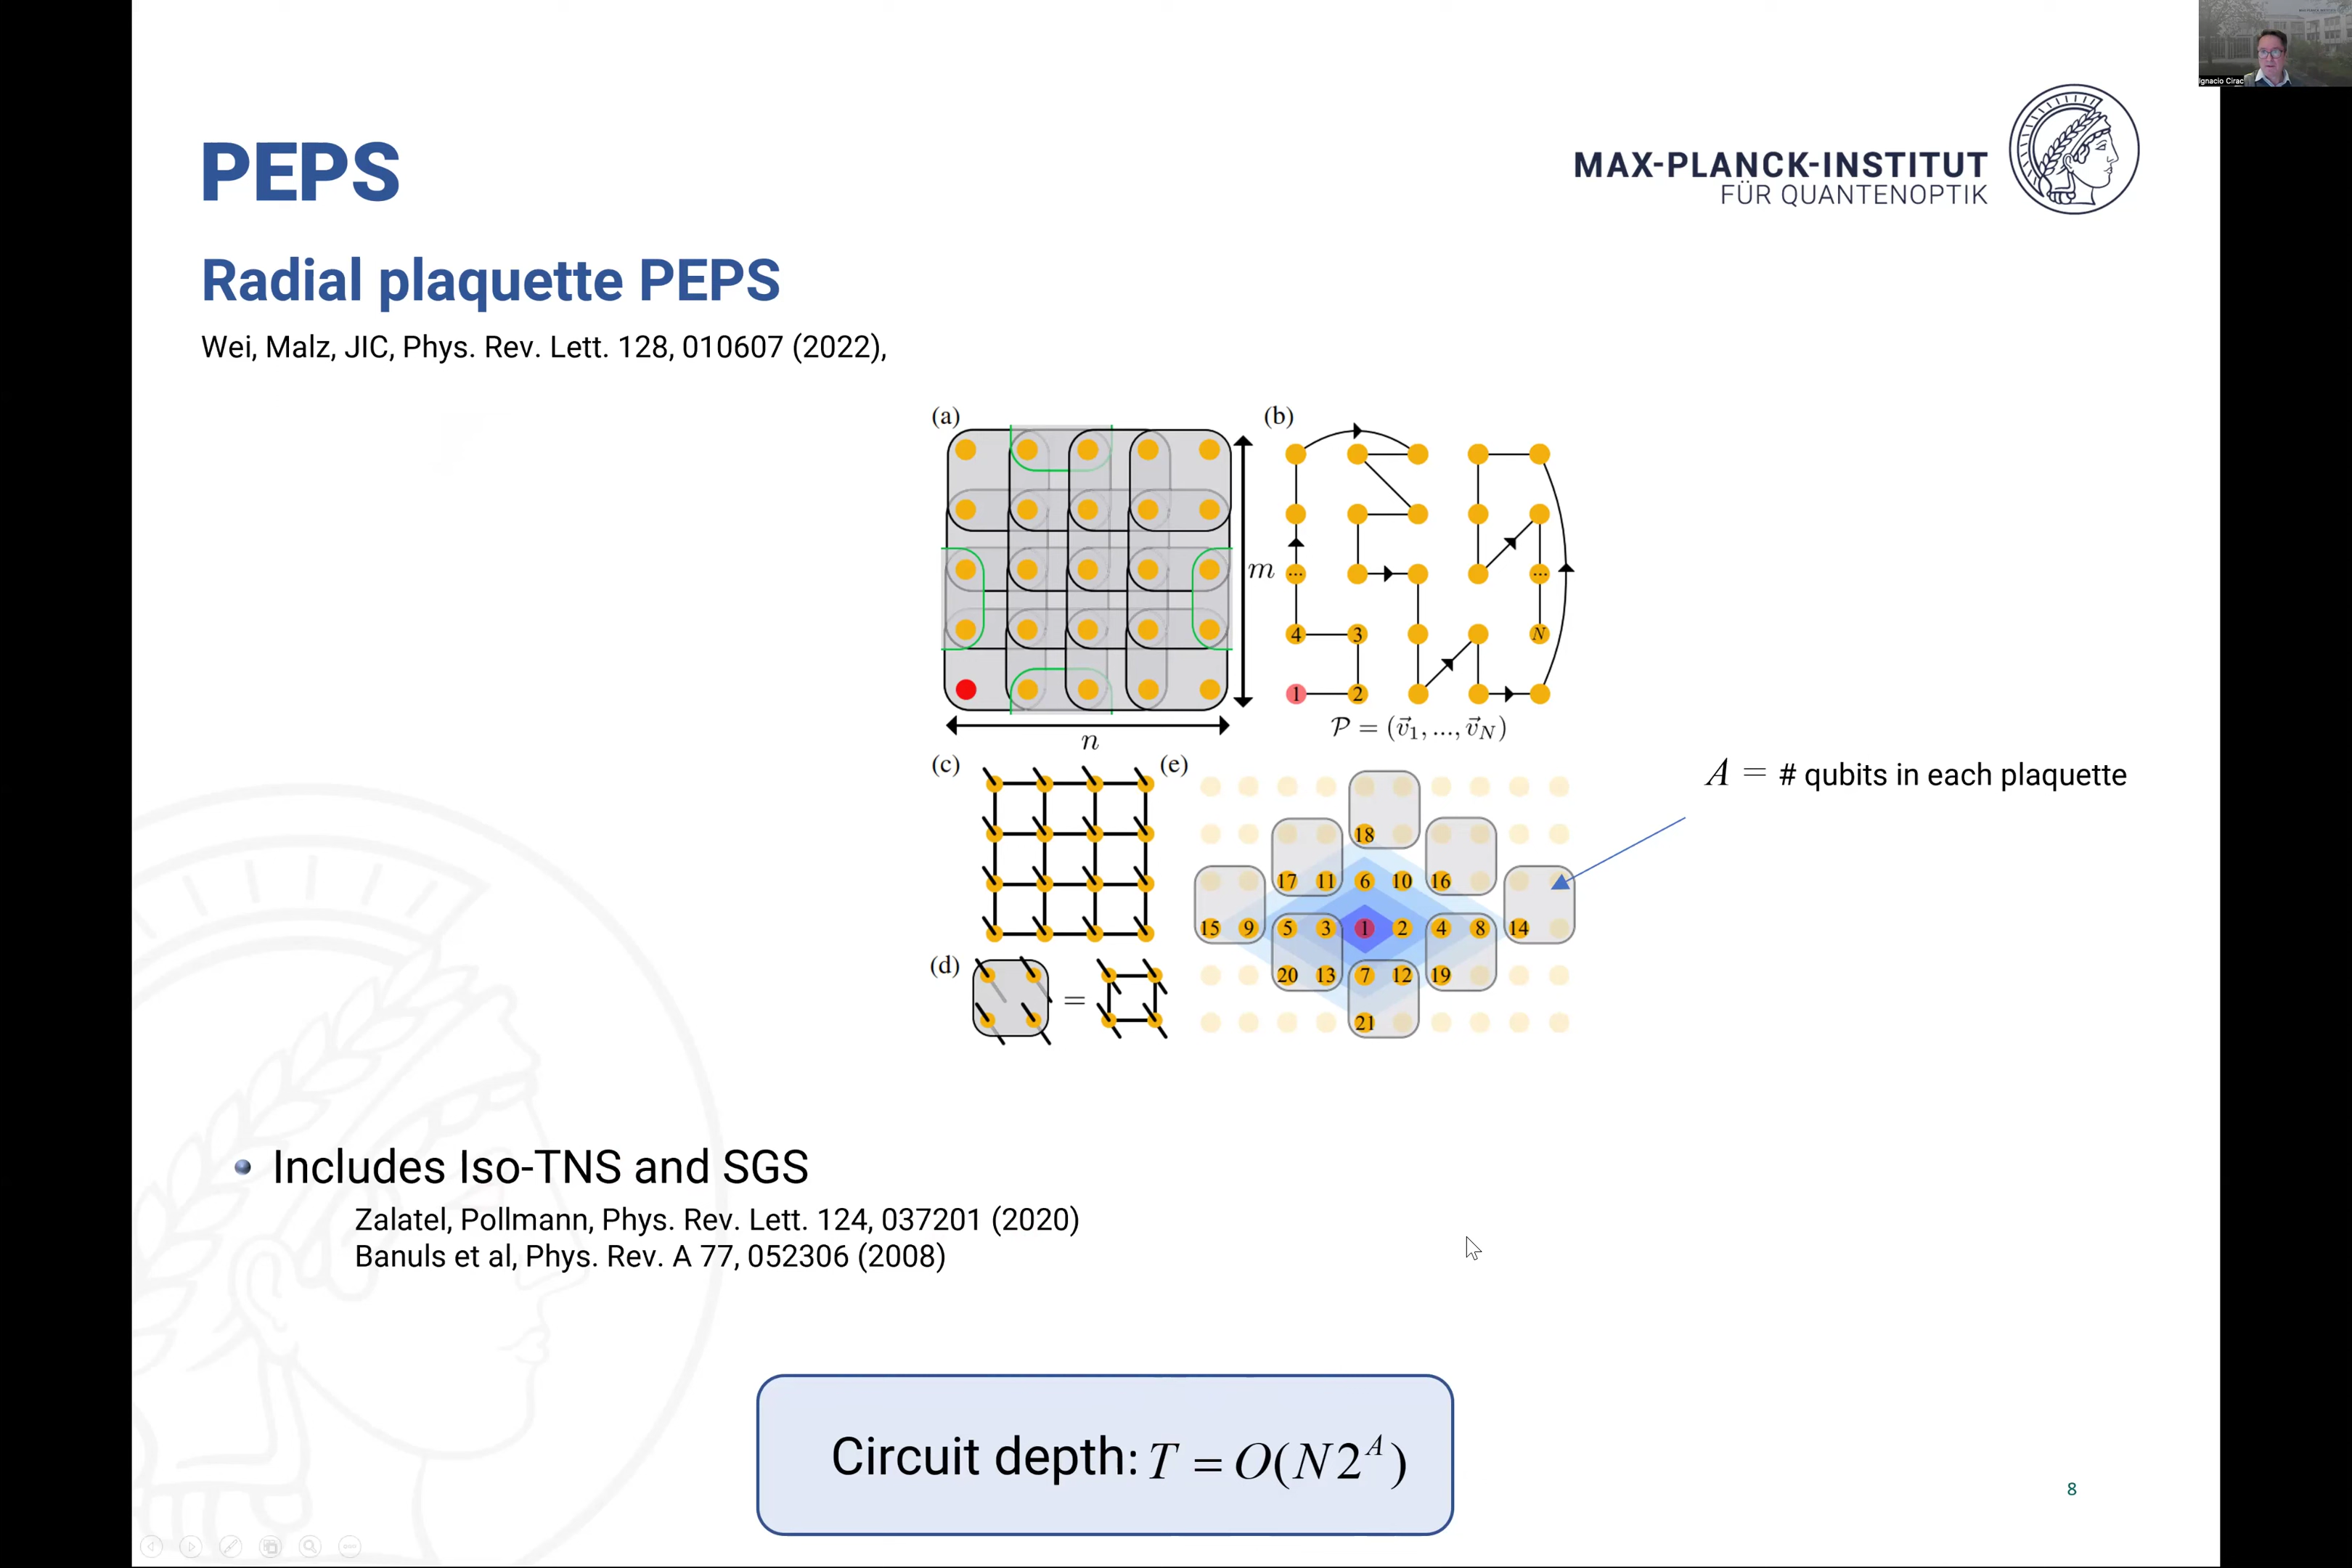 Ignacio Cirac
PEPS
MAX-PLANCK-INSTITUT
FÜR QUANTENOPTIK
Radial plaquette PEPS
Wei, Malz, JIC, Phys. Rev. Lett. 128, 010607 (2022),
(a)
m
n
(b)
...
...
4 3 N
1 2
𝒫 = (v⃗₁, ..., v⃗_N)
(c)
(d)
=
(e)
18
17 11 6 10 16
15 9 5 3 1 2 4 8 14
20 13 7 12 19
21
A = # qubits in each plaquette
Includes Iso-TNS and SGS
Zalatel, Pollmann, Phys. Rev. Lett. 124, 037201 (2020)
Banuls et al, Phys. Rev. A 77, 052306 (2008)
Circuit depth: T = O(N2^A)
8